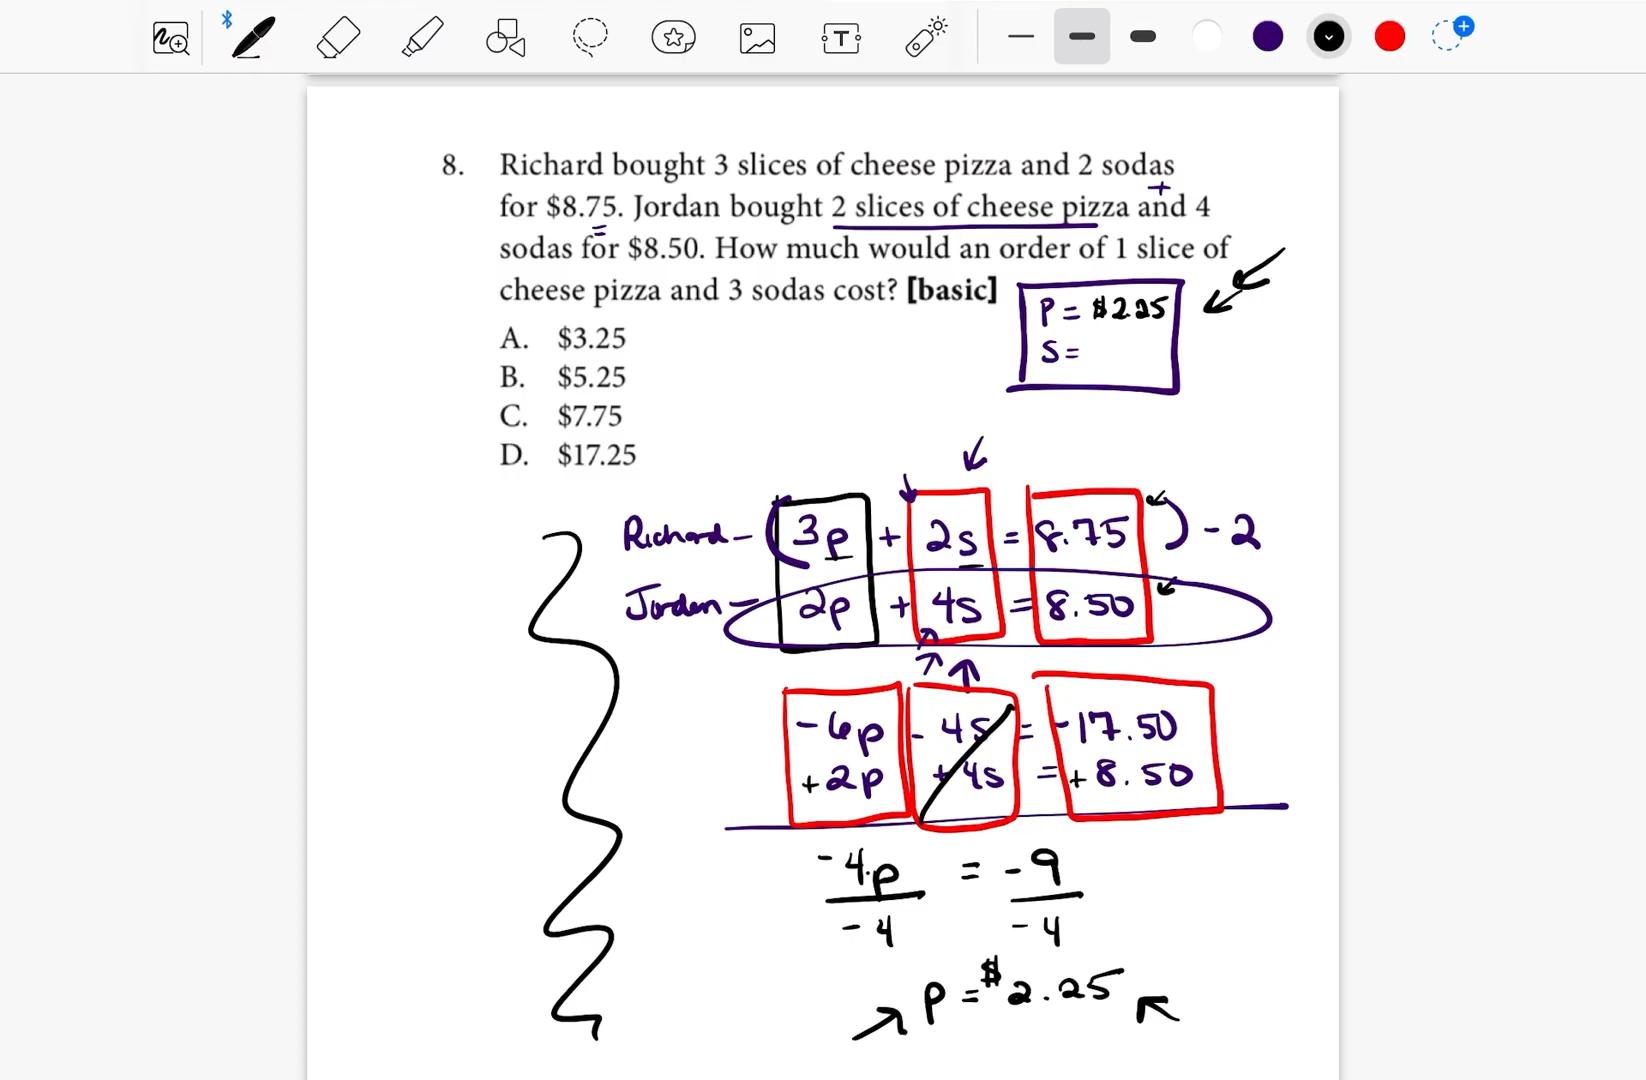 8. Richard bought 3 slices of cheese pizza and 2 sodas
+
for $8.75. Jordan bought 2 slices of cheese pizza and 4
=
sodas for $8.50. How much would an order of 1 slice of
cheese pizza and 3 sodas cost? [basic]
P = $2.25
S =
A. $3.25
B. $5.25
C. $7.75
D. $17.25
Richard - (3p + 2s = 8.75) - 2
Jorden - 2p + 4s = 8.50
-6p - 4s = -17.50
+2p + 4s = +8.50
-4p = -9
-4 -4
p = $2.25